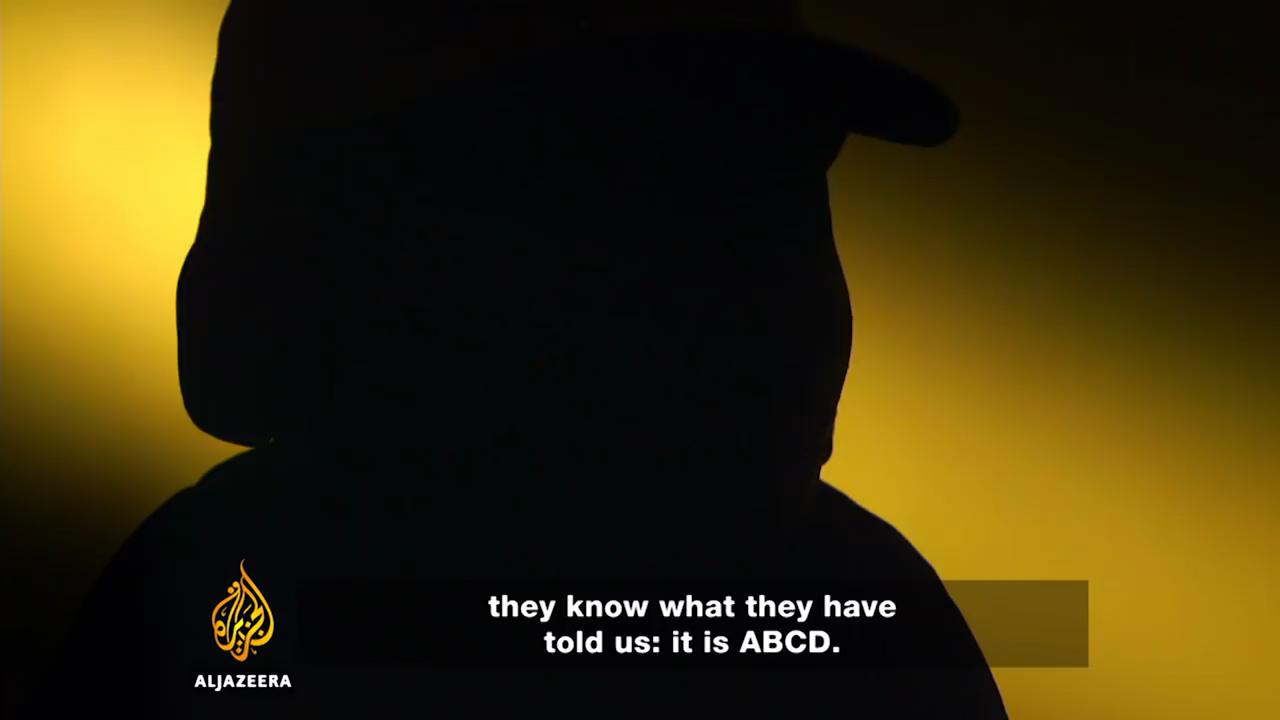 they know what they have
told us: it is ABCD.
الجزيرة
ALJAZEERA